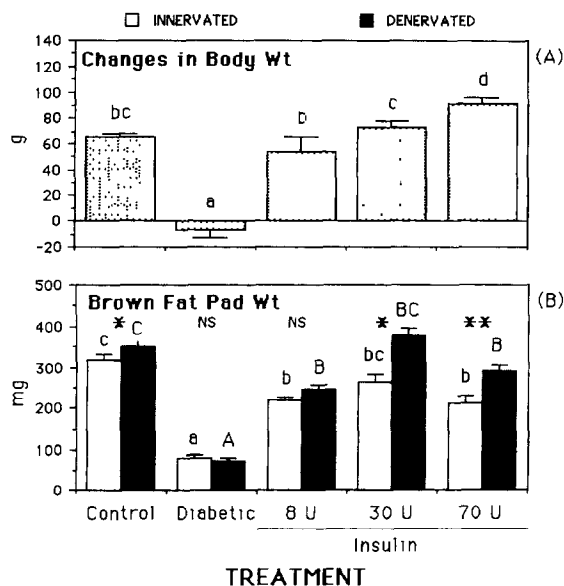 INNERVATED DENERVATED
Changes in Body Wt (A)
g
140
120
100
80
60
40
20
0
-20
bc
a
b
c
d
Brown Fat Pad Wt (B)
mg
500
400
300
200
100
0
* NS NS * **
c C
a A
b B
bc BC
b B
Control Diabetic 8 U 30 U 70 U
Insulin
TREATMENT